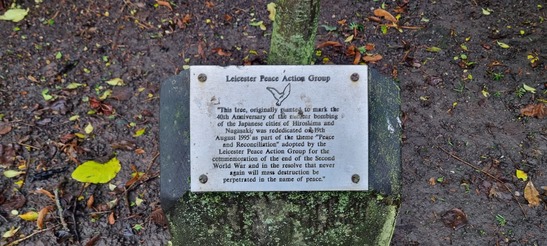 Leicester Peace Action Group
"This tree, originally planted to mark the
40th Anniversary of the nuclear bombing
of the Japanese cities of Hiroshima and
Nagasaki, was rededicated on 19th
August 1995 as part of the theme "Peace
and Reconciliation" adopted by the
Leicester Peace Action Group for the
commemoration of the end of the Second
World War and in the resolve that never
again will mass destruction be
perpetrated in the name of peace."